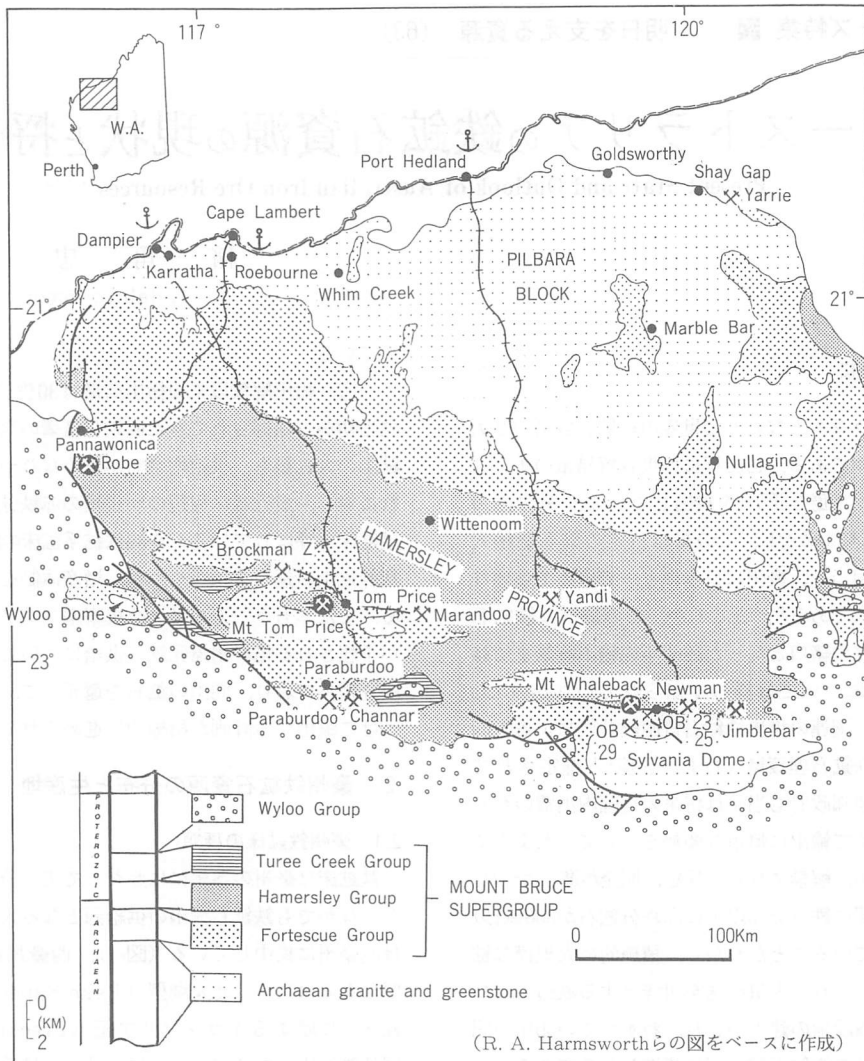 117°
120°
W.A.
Perth
Port Hedland
Goldsworthy
Shay Gap
Yarrie
Cape Lambert
Dampier
Karratha
Roebourne
Whim Creek
PILBARA
BLOCK
21°
21°
Marble Bar
Pannawonica
Robe
Nullagine
Wittenoom
Brockman Z
HAMERSLEY
PROVINCE
Tom Price
Yandi
Wyloo Dome
Mt Tom Price
Marandoo
23°
Paraburdoo
Mt Whaleback
Newman
Paraburdoo Channar
OB 29
OB 23
25
Jimblebar
Sylvania Dome
PROTEROZOIC
ARCHAEAN
Wyloo Group
Turee Creek Group
Hamersley Group
Fortescue Group
MOUNT BRUCE
SUPERGROUP
Archaean granite and greenstone
0
(KM)
2
0 100Km
(R. A. Harmsworthらの図をベースに作成)